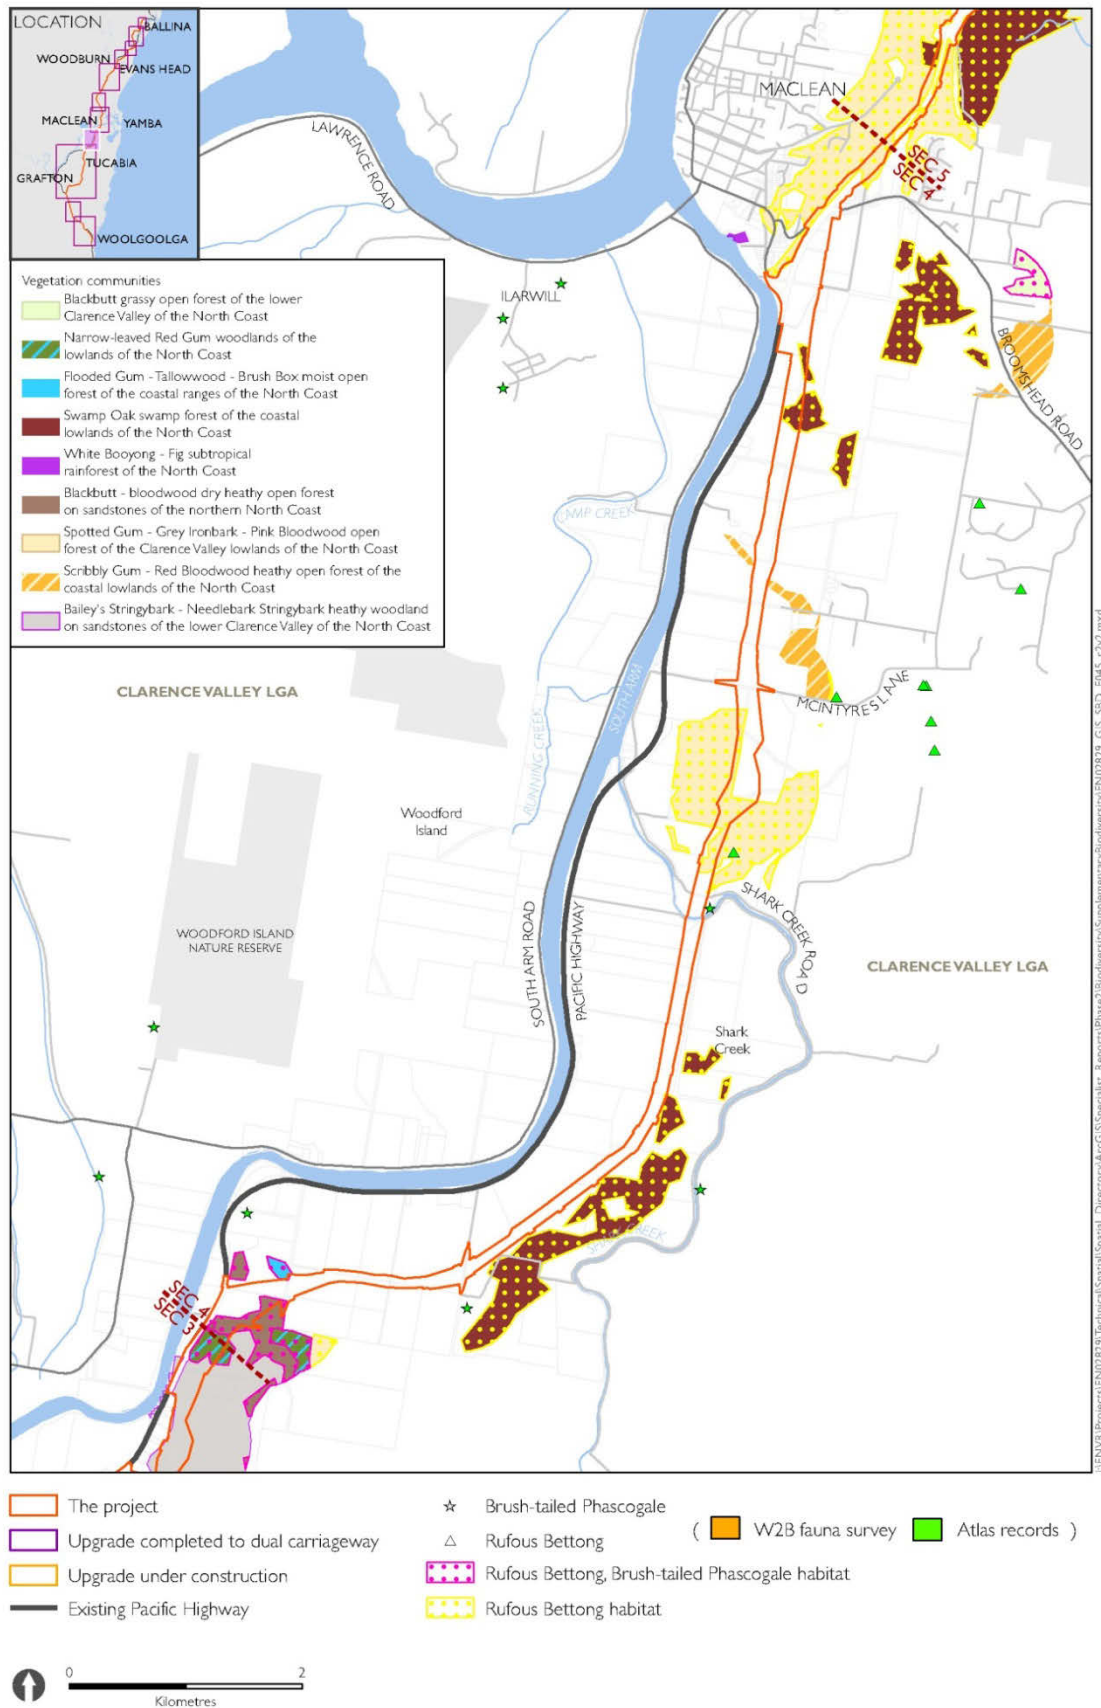 LOCATION
BALLINA
WOODBURN
EVANS HEAD
MACLEAN
YAMBA
TUCABIA
GRAFTON
WOOLGOOLGA
Vegetation communities
Blackbutt grassy open forest of the lower
Clarence Valley of the North Coast
Narrow-leaved Red Gum woodlands of the
lowlands of the North Coast
Flooded Gum - Tallowwood - Brush Box moist open
forest of the coastal ranges of the North Coast
Swamp Oak swamp forest of the coastal
lowlands of the North Coast
White Booyong - Fig subtropical
rainforest of the North Coast
Blackbutt - bloodwood dry heathy open forest
on sandstones of the northern North Coast
Spotted Gum - Grey Ironbark - Pink Bloodwood open
forest of the Clarence Valley lowlands of the North Coast
Scribbly Gum - Red Bloodwood heathy open forest of the
coastal lowlands of the North Coast
Bailey's Stringybark - Needlebark Stringybark heathy woodland
on sandstones of the lower Clarence Valley of the North Coast
LAWRENCE ROAD
MACLEAN
SEC 5
SEC 4
ILARWILL
BROOMSHEAD ROAD
CREEK
SOUTH ARM
RUNNING CREEK
MCINTYRES LANE
CLARENCE VALLEY LGA
Woodford
Island
WOODFORD ISLAND
NATURE RESERVE
SOUTH ARM ROAD
PACIFIC HIGHWAY
SHARK CREEK ROAD
CLARENCE VALLEY LGA
Shark
Creek
SHARK CREEK
SEC 4
SEC 3
The project
Upgrade completed to dual carriageway
Upgrade under construction
Existing Pacific Highway
Brush-tailed Phascogale
Rufous Bettong
( W2B fauna survey Atlas records )
Rufous Bettong, Brush-tailed Phascogale habitat
Rufous Bettong habitat
0 2
Kilometres